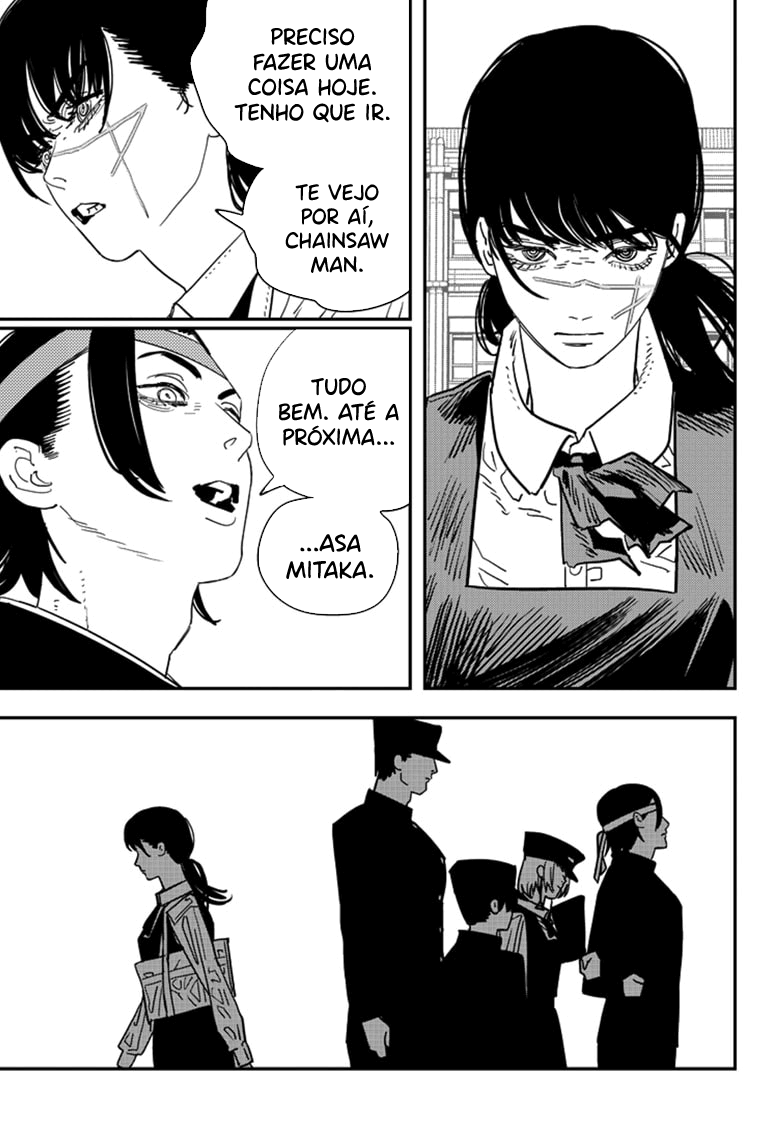 PRECISO
FAZER UMA
COISA HOJE.
TENHO QUE IR.
TE VEJO
POR AÍ,
CHAINSAW
MAN.
TUDO
BEM. ATÉ A
PRÓXIMA...
...ASA
MITAKA.